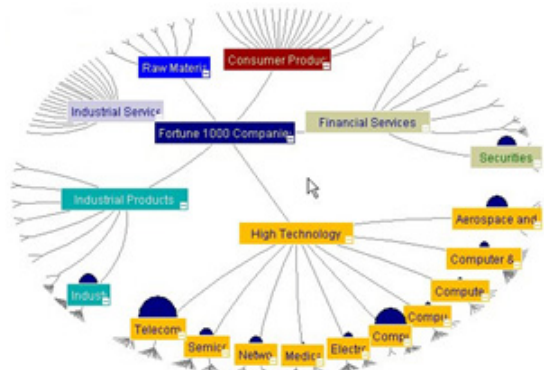 Raw Materi
Consumer Produc
Industrial Service
Fortune 1000 Companie
Financial Services
Securities
Industrial Products
High Technology
Aerospace and
Computer &
Compute
Compu
Comp
Electr
Medic
Netwo
Semic
Telecom
Indust